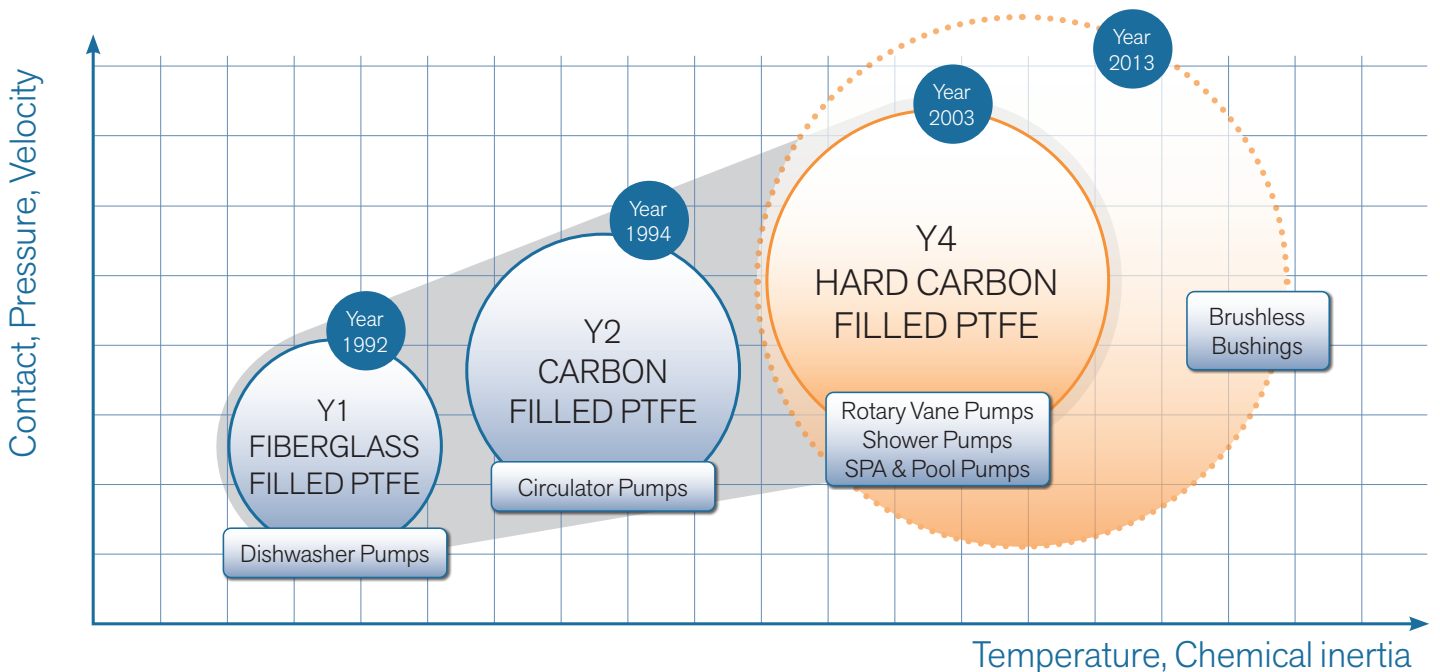 Contact, Pressure, Velocity
Year
1992
Y1
FIBERGLASS
FILLED PTFE
Dishwasher Pumps
Year
1994
Y2
CARBON
FILLED PTFE
Circulator Pumps
Year
2003
Y4
HARD CARBON
FILLED PTFE
Rotary Vane Pumps
Shower Pumps
SPA & Pool Pumps
Year
2013
Brushless
Bushings
Temperature, Chemical inertia